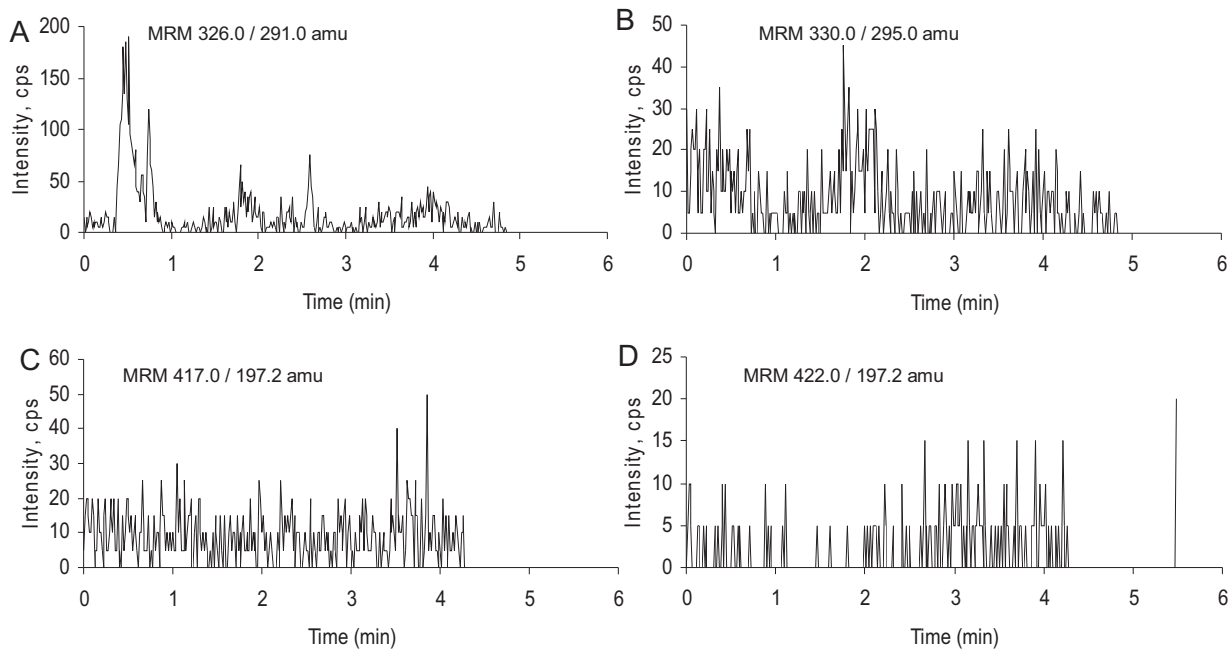 A
MRM 326.0 / 291.0 amu
Intensity, cps
200
150
100
50
0
0 1 2 3 4 5 6
Time (min)
B
MRM 330.0 / 295.0 amu
Intensity, cps
50
40
30
20
10
0
0 1 2 3 4 5 6
Time (min)
C
MRM 417.0 / 197.2 amu
Intensity, cps
60
50
40
30
20
10
0
0 1 2 3 4 5 6
Time (min)
D
MRM 422.0 / 197.2 amu
Intensity, cps
25
20
15
10
5
0
0 1 2 3 4 5 6
Time (min)